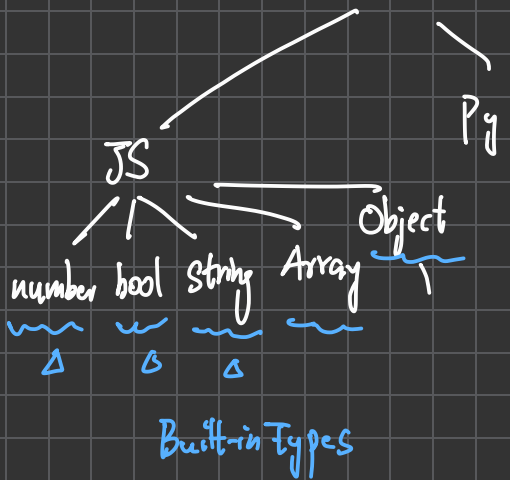 Py
JS
Object
number bool string Array
Built-in Types